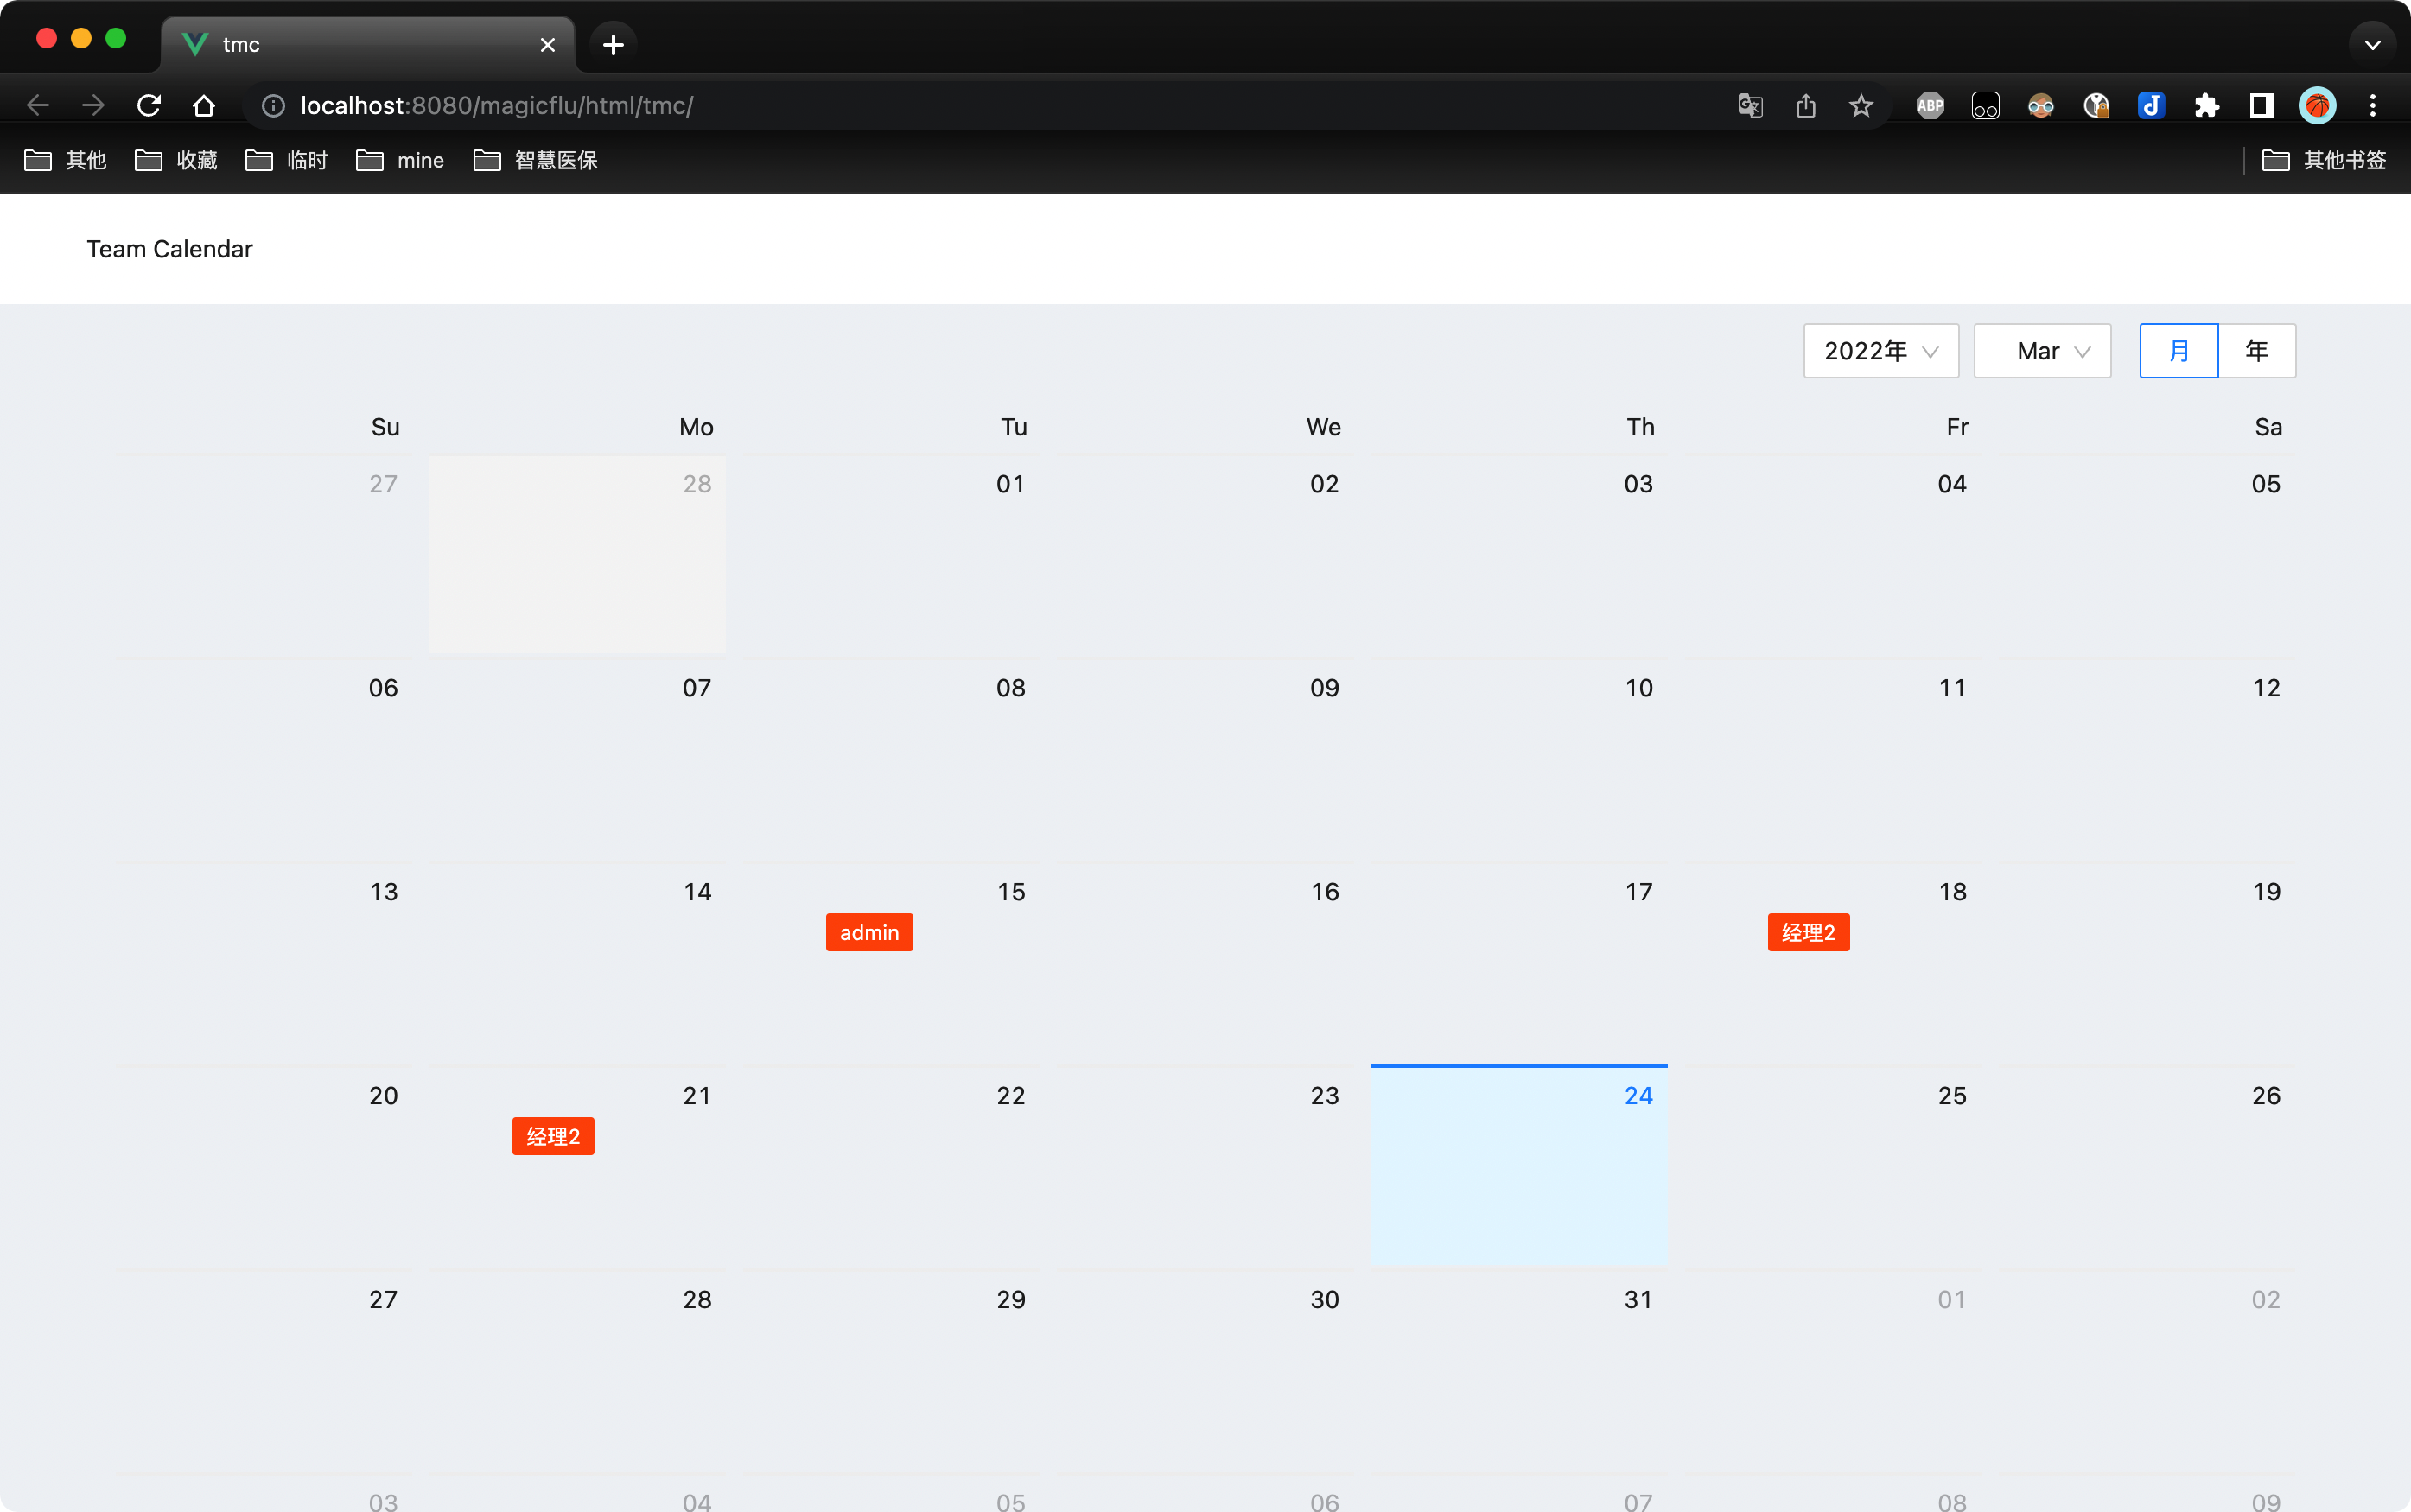 tmc
localhost:8080/magicflu/html/tmc/
ABP
其他 收藏 临时 mine 智慧医保 其他书签
Team Calendar
2022年 Mar 月 年
Su Mo Tu We Th Fr Sa
27 28 01 02 03 04 05
06 07 08 09 10 11 12
13 14 15 16 17 18 19
admin 经理2
20 21 22 23 24 25 26
经理2
27 28 29 30 31 01 02
03 04 05 06 07 08 09